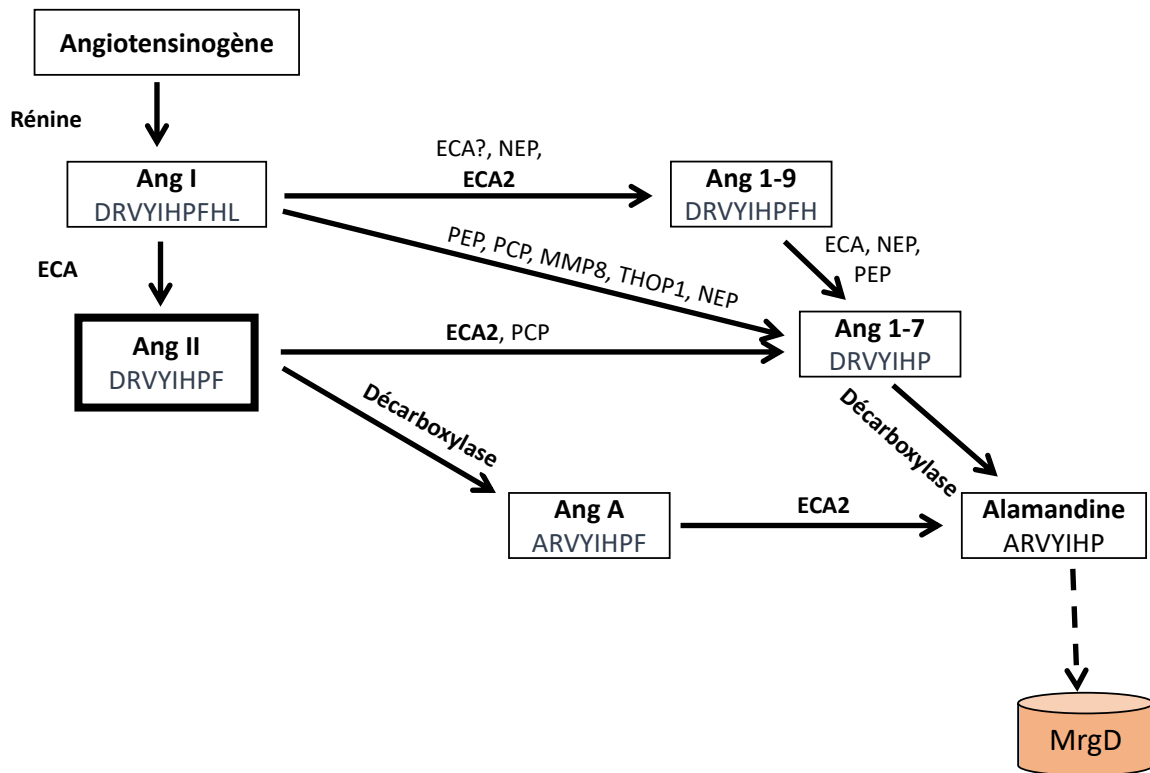 Angiotensinogène
Rénine
Ang I
DRVYIHPFHL
ECA?, NEP,
ECA2
Ang 1-9
DRVYIHPFH
PEP, PCP, MMP8, THOP1, NEP
ECA, NEP,
PEP
ECA
Ang II
DRVYIHPF
ECA2, PCP
Ang 1-7
DRVYIHP
Décarboxylase
Décarboxylase
Ang A
ARVYIHPF
ECA2
Alamandine
ARVYIHP
MrgD